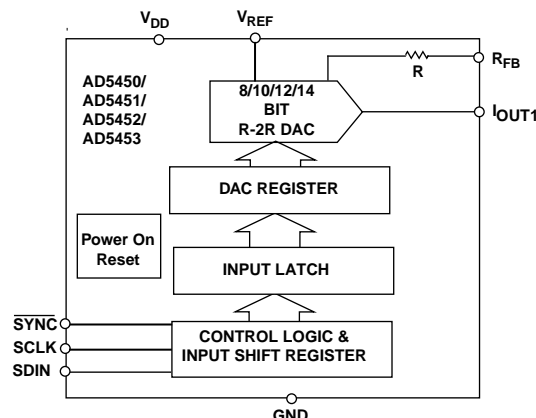 VDD
VREF
RFB
R
AD5450/
AD5451/
AD5452/
AD5453
8/10/12/14
BIT
R-2R DAC
IOUT1
DAC REGISTER
Power On
Reset
INPUT LATCH
SYNC
SCLK
SDIN
CONTROL LOGIC &
INPUT SHIFT REGISTER
GND